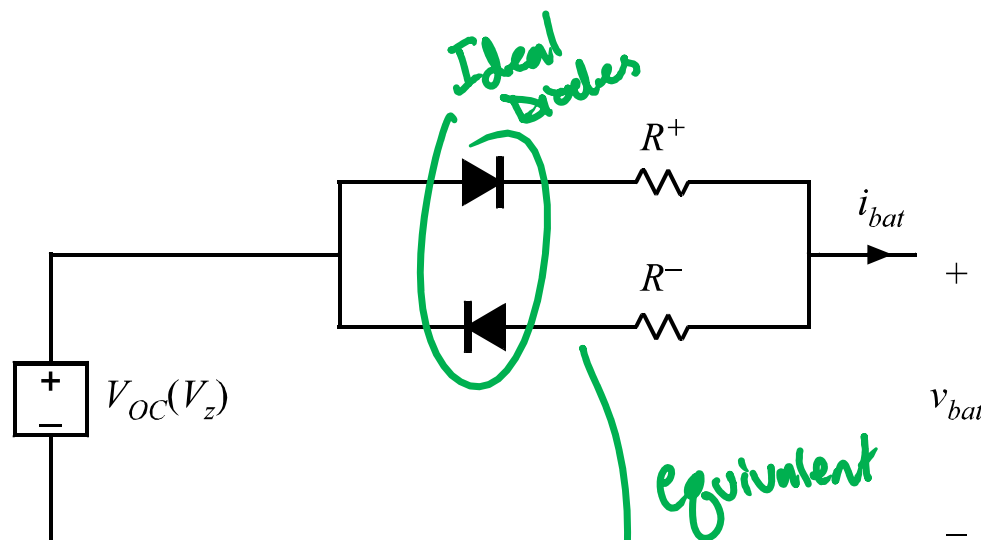 Ideal
Diodes
R⁺
i_bat
R⁻
+
+
V_OC(V_z)
−
v_bat
equivalent
−